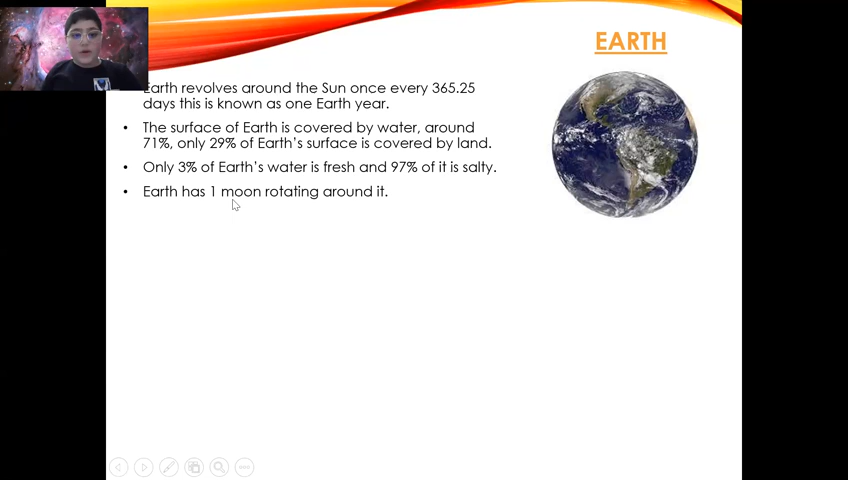 EARTH
Earth revolves around the Sun once every 365.25
days this is known as one Earth year.
• The surface of Earth is covered by water, around
71%, only 29% of Earth's surface is covered by land.
• Only 3% of Earth's water is fresh and 97% of it is salty.
• Earth has 1 moon rotating around it.